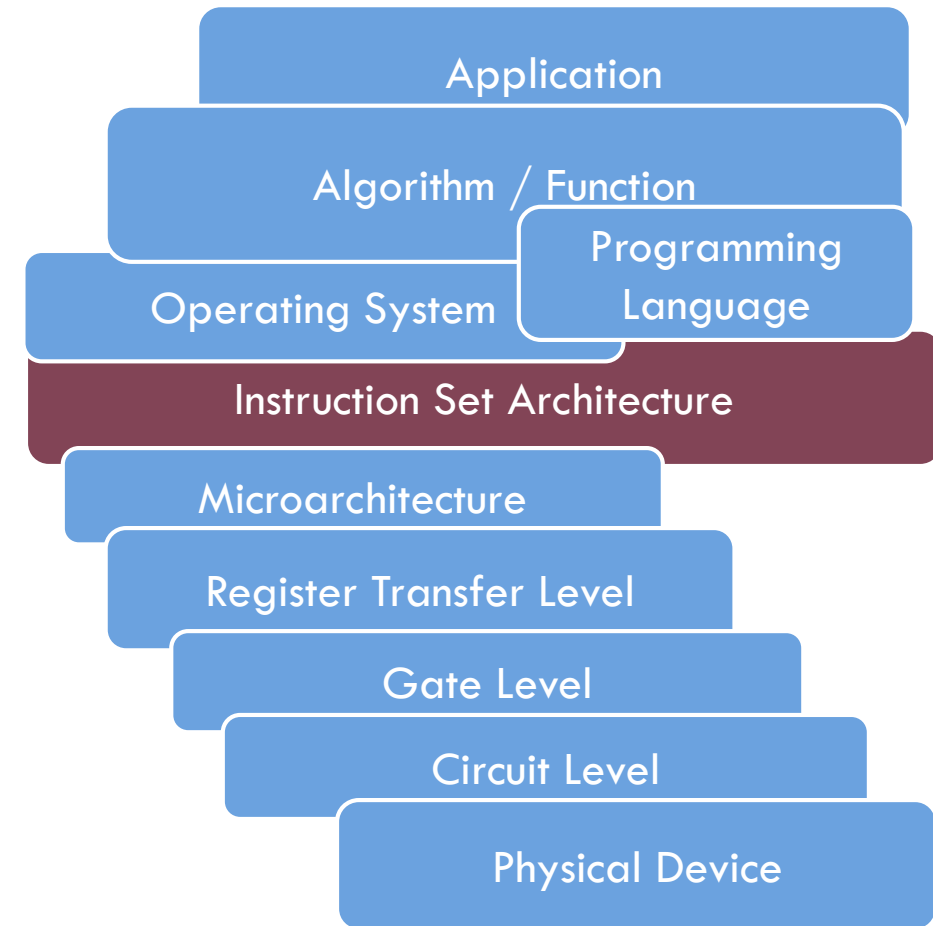 Application
Algorithm / Function
Programming
Language
Operating System
Instruction Set Architecture
Microarchitecture
Register Transfer Level
Gate Level
Circuit Level
Physical Device